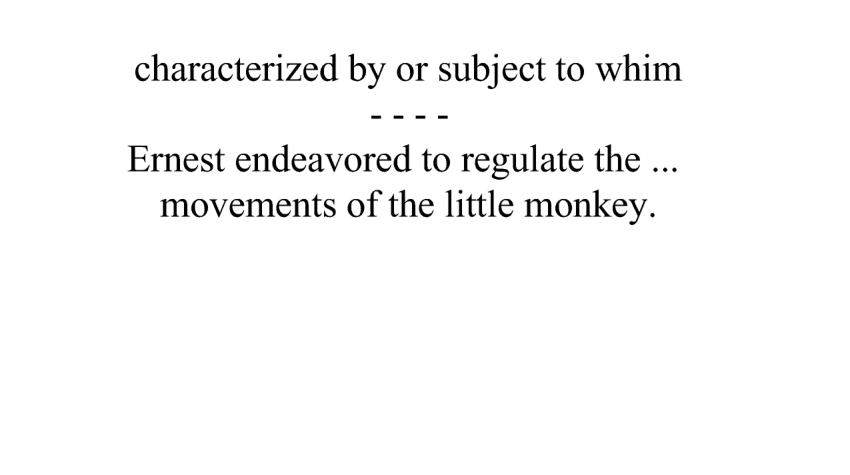 characterized by or subject to whim
- - - -
Ernest endeavored to regulate the ...
movements of the little monkey.